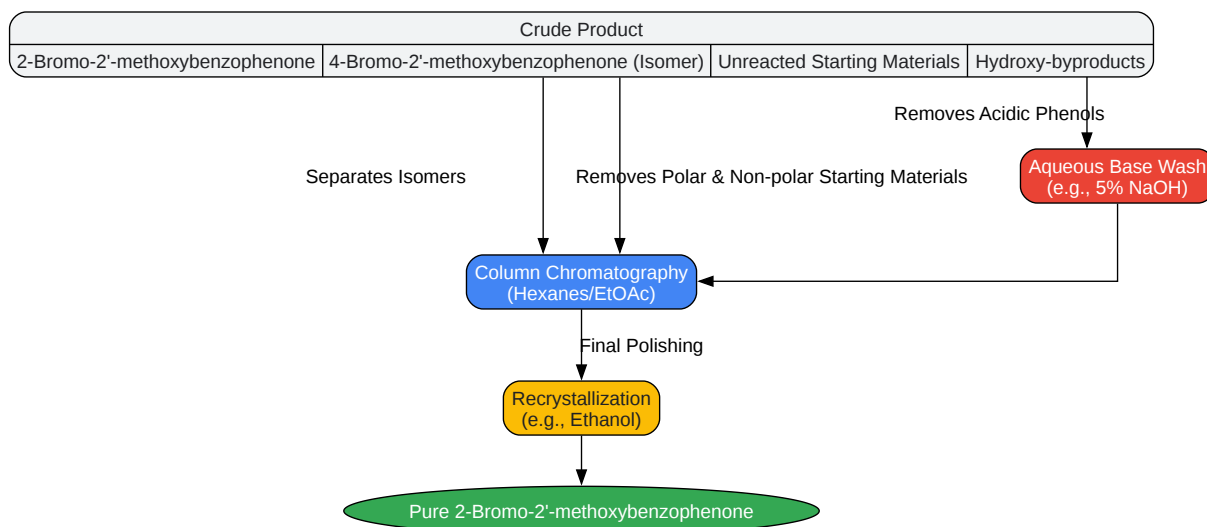 Crude Product
2-Bromo-2'-methoxybenzophenone
4-Bromo-2'-methoxybenzophenone (Isomer)
Unreacted Starting Materials
Hydroxy-byproducts
Removes Acidic Phenols
Separates Isomers
Removes Polar & Non-polar Starting Materials
Aqueous Base Wash
(e.g., 5% NaOH)
Column Chromatography
(Hexanes/EtOAc)
Final Polishing
Recrystallization
(e.g., Ethanol)
Pure 2-Bromo-2'-methoxybenzophenone